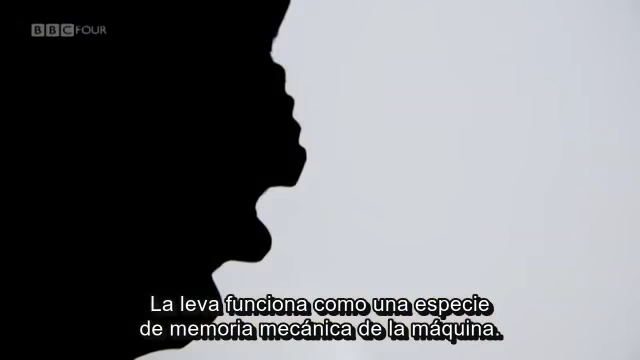 BBC FOUR
La leva funciona como una especie
de memoria mecánica de la máquina.